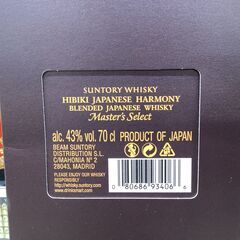 SUNTORY WHISKY
HIBIKI JAPANESE HARMONY
BLENDED JAPANESE WHISKY
Master's Select
alc. 43% vol. 70 cl PRODUCT OF JAPAN
BEAM SUNTORY
DISTRIBUTION S.L.
C/MAHONIA Nº 2
28043, MADRID
PLEASE ENJOY OUR WHISKY
RESPONSIBLY
http://whisky.suntory.com
www.drinksmart.com
0 80686 93406 6